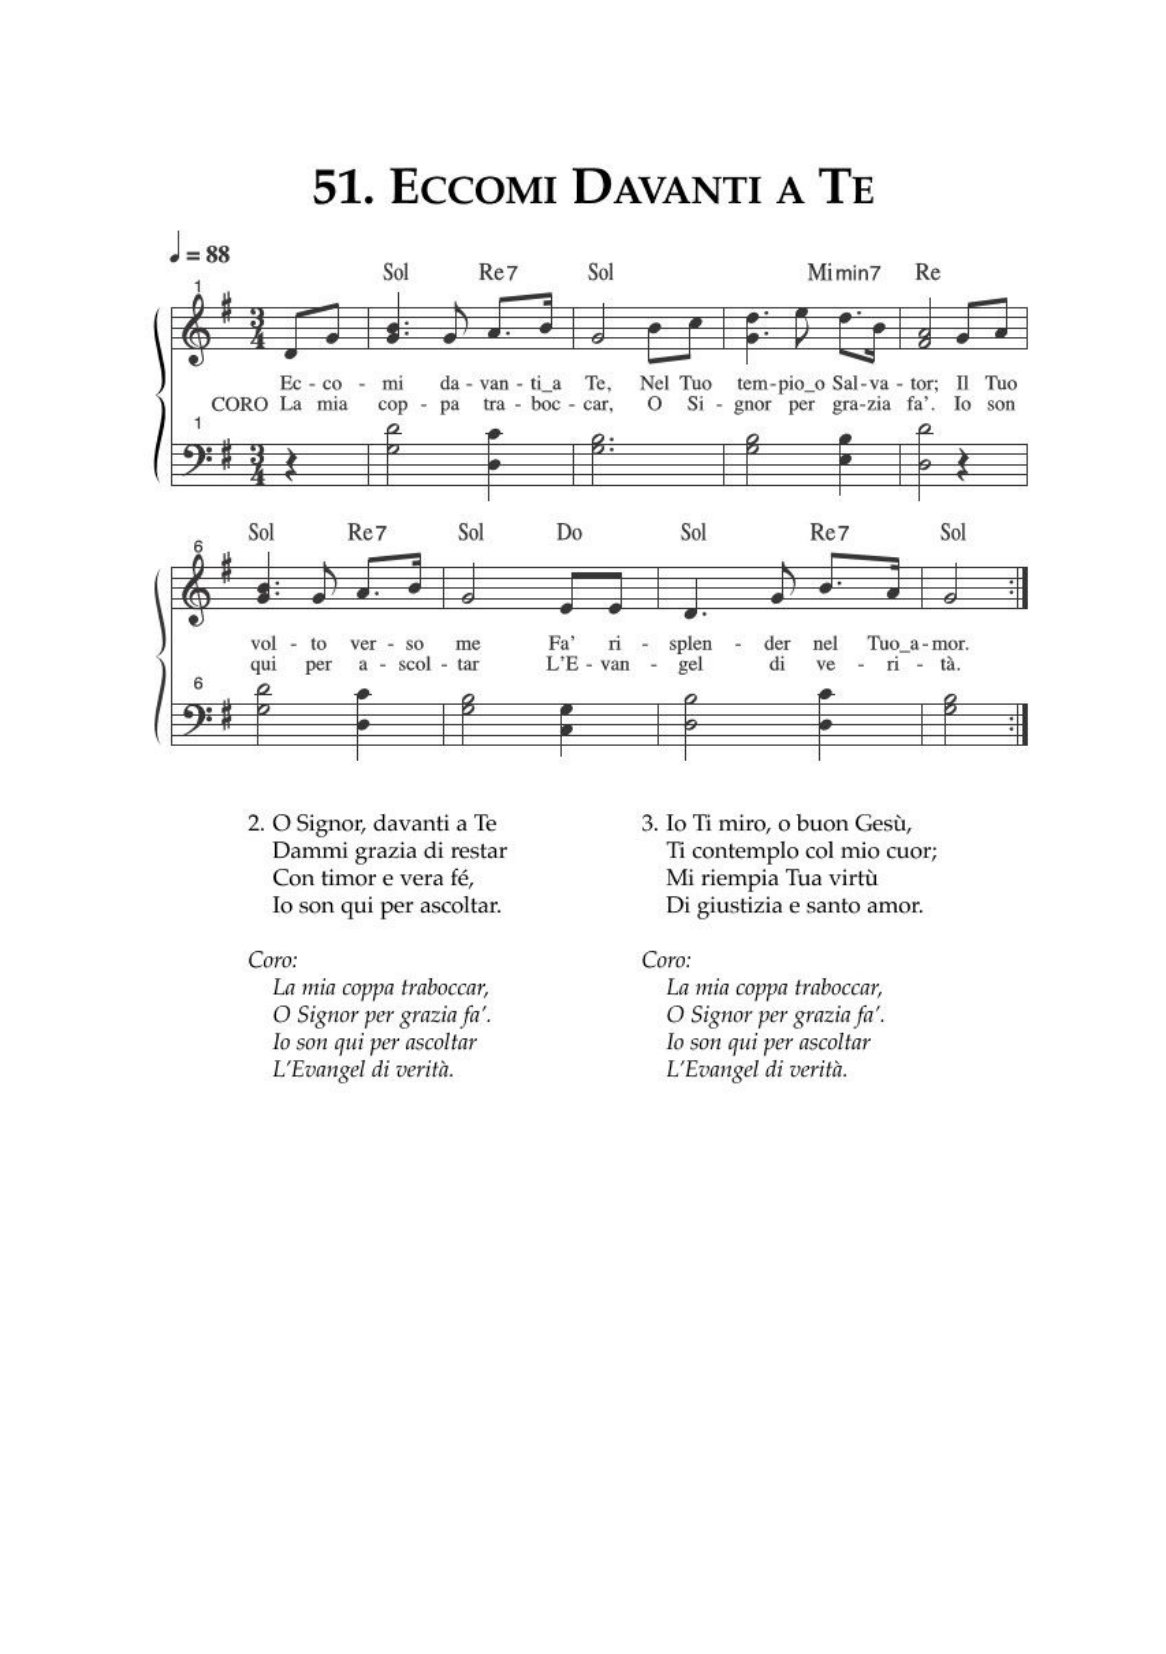 51. Eccomi Davanti a Te
♩ = 88
Sol Re7 Sol Mimin7 Re
1
3 4
Ec - co - mi da - van - ti_a Te, Nel Tuo tem - pio_o Sal - va - tor; Il Tuo
CORO La mia cop - pa tra - boc - car, O Si - gnor per gra - zia fa’. Io son
1
3 4
Sol Re7 Sol Do Sol Re7 Sol
6
vol - to ver - so me Fa’ ri - splen - der nel Tuo_a - mor.
qui per a - scol - tar L’E - van - gel di ve - ri - tà.
6
2. O Signor, davanti a Te
Dammi grazia di restar
Con timor e vera fé,
Io son qui per ascoltar.
Coro:
La mia coppa traboccar,
O Signor per grazia fa’.
Io son qui per ascoltar
L’Evangel di verità.
3. Io Ti miro, o buon Gesù,
Ti contemplo col mio cuor;
Mi riempia Tua virtù
Di giustizia e santo amor.
Coro:
La mia coppa traboccar,
O Signor per grazia fa’.
Io son qui per ascoltar
L’Evangel di verità.